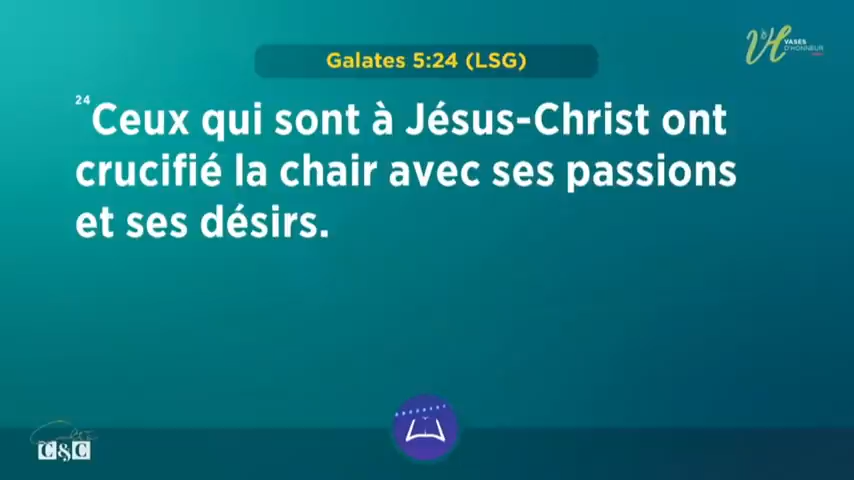 VASES
D'HONNEUR
Galates 5:24 (LSG)
24 Ceux qui sont à Jésus-Christ ont
crucifié la chair avec ses passions
et ses désirs.
C&C